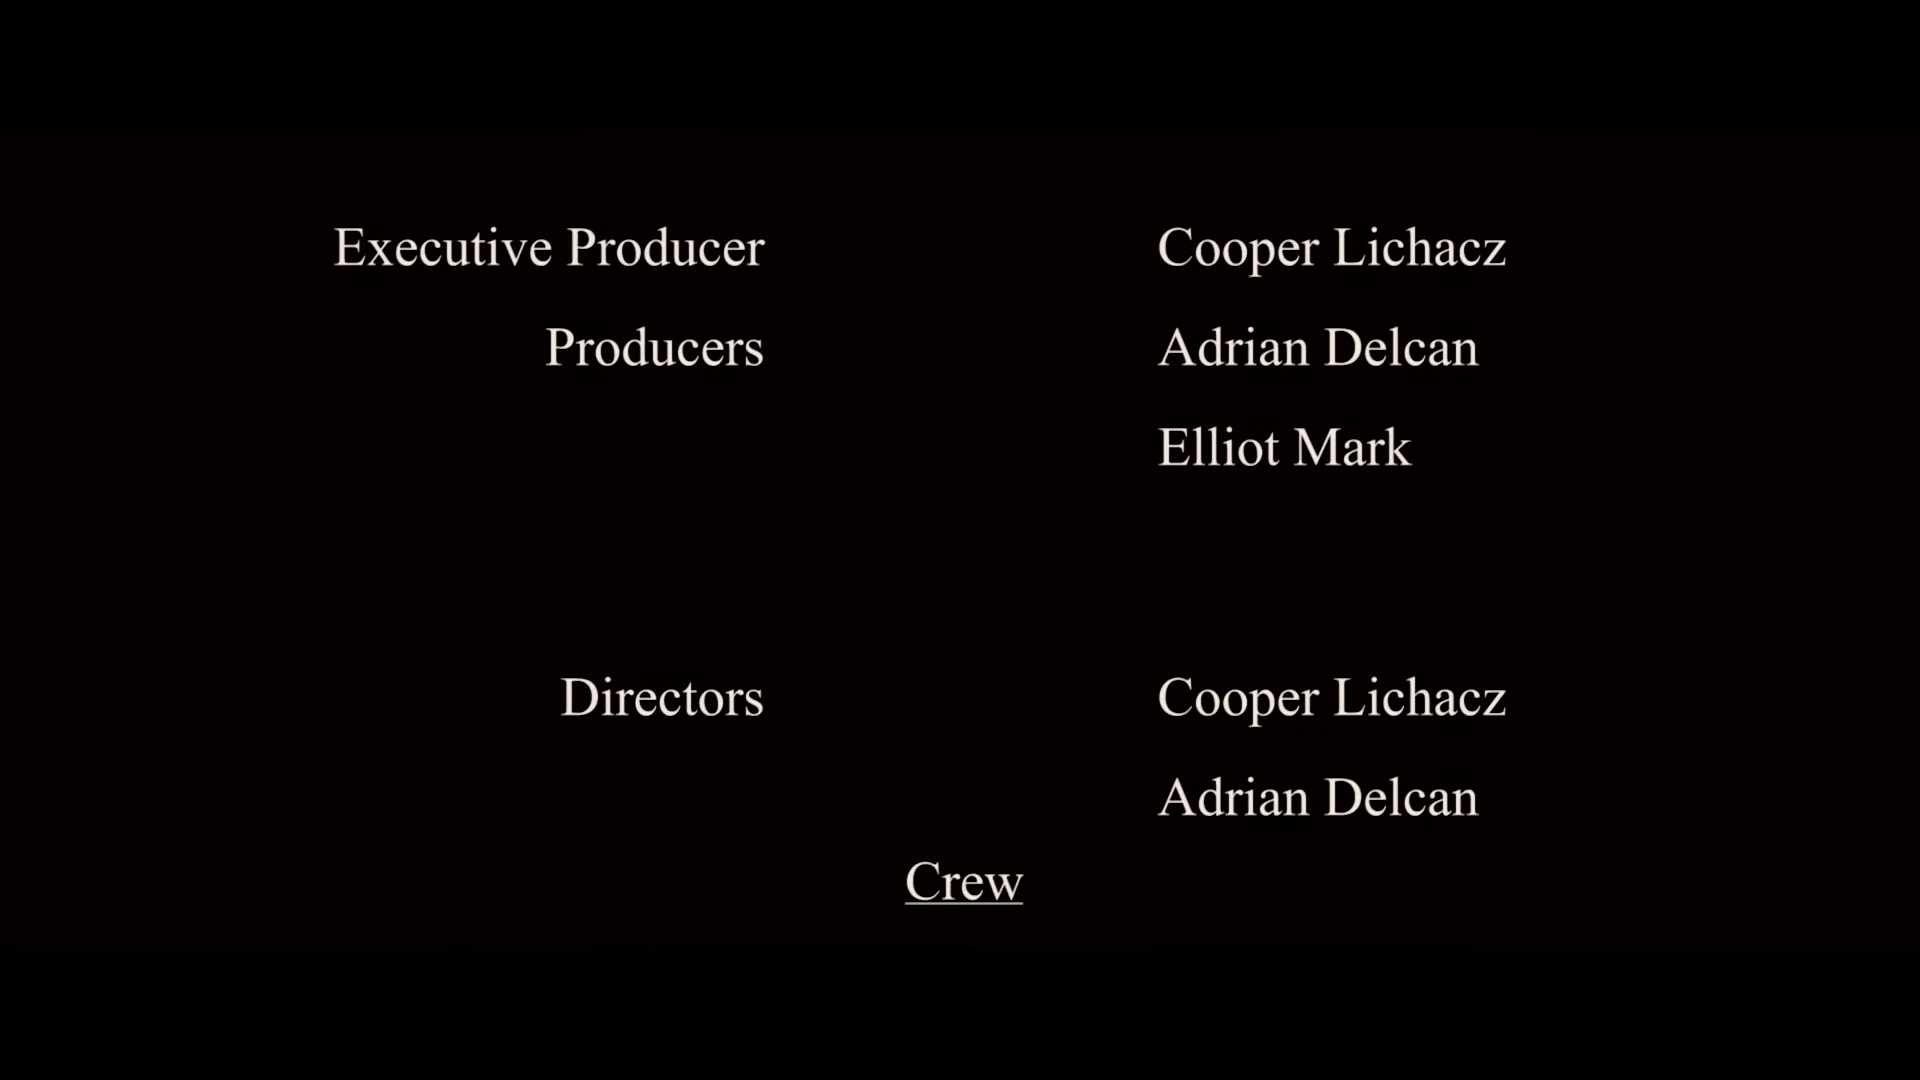 Executive Producer Cooper Lichacz
Producers Adrian Delcan
Elliot Mark
Directors Cooper Lichacz
Adrian Delcan
Crew